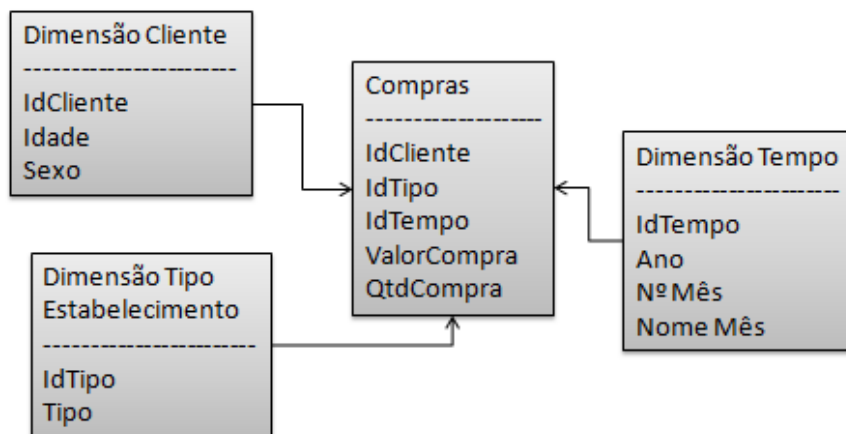 Dimensão Cliente
-------------------------
IdCliente
Idade
Sexo
Compras
---------------------
IdCliente
IdTipo
IdTempo
ValorCompra
QtdCompra
Dimensão Tempo
------------------------
IdTempo
Ano
Nº Mês
Nome Mês
Dimensão Tipo
Estabelecimento
-------------------------
IdTipo
Tipo